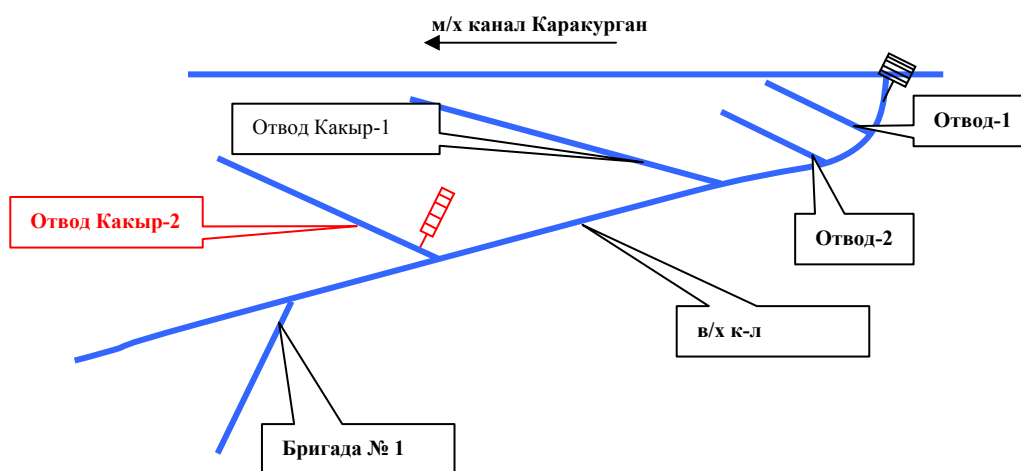 м/х канал Каракурган
Отвод Какыр-1
Отвод-1
Отвод Какыр-2
Отвод-2
в/х к-л
Бригада № 1